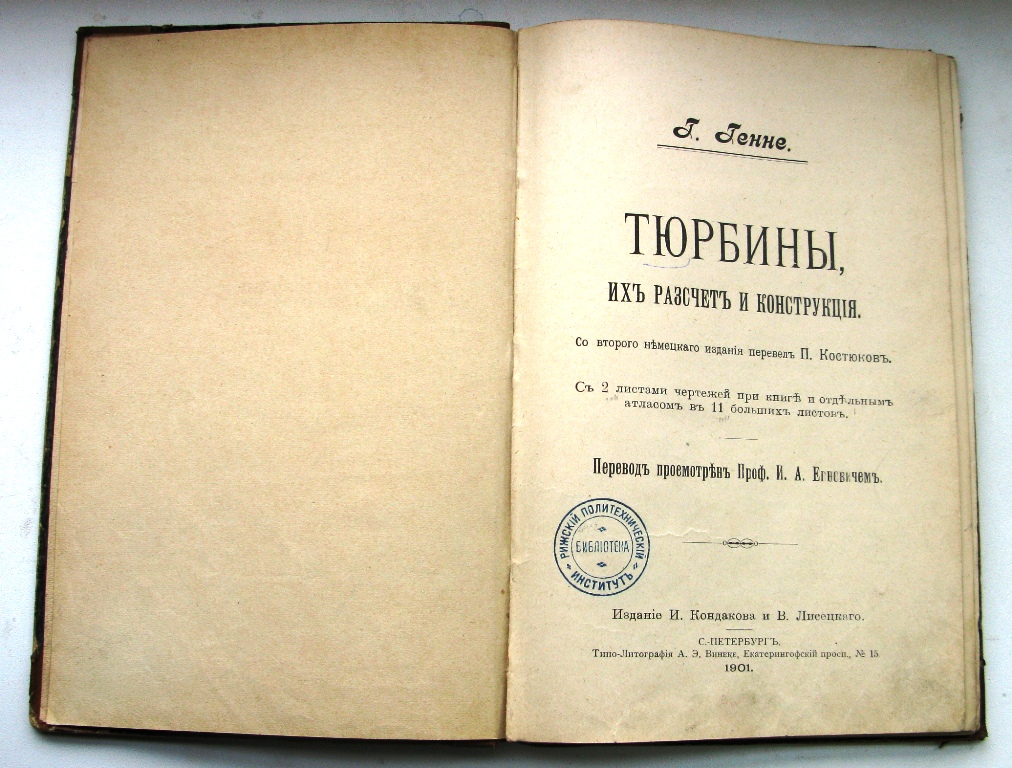 Г. Генне.
ТЮРБИНЫ,
ИХЪ РАЗСЧЕТЪ И КОНСТРУКЦІЯ.
Со второго нѣмецкаго изданія перевелъ П. Костюковъ.
Съ 2 листами чертежей при книгѣ и отдѣльнымъ
атласомъ въ 11 большихъ листовъ.
Переводъ просмотрѣнъ Проф. И. А.
РИЖСКІЙ ПОЛИТЕХНИЧЕСКІЙ
БИБЛІОТЕКА
ИНСТИТУТЪ
Изданіе И. Кондакова и В. Лисецкаго.
С.-ПЕТЕРБУРГЪ.
Типо-Литографія А. Э. Винеке, Екатерингофскій просп., № 15
1901.